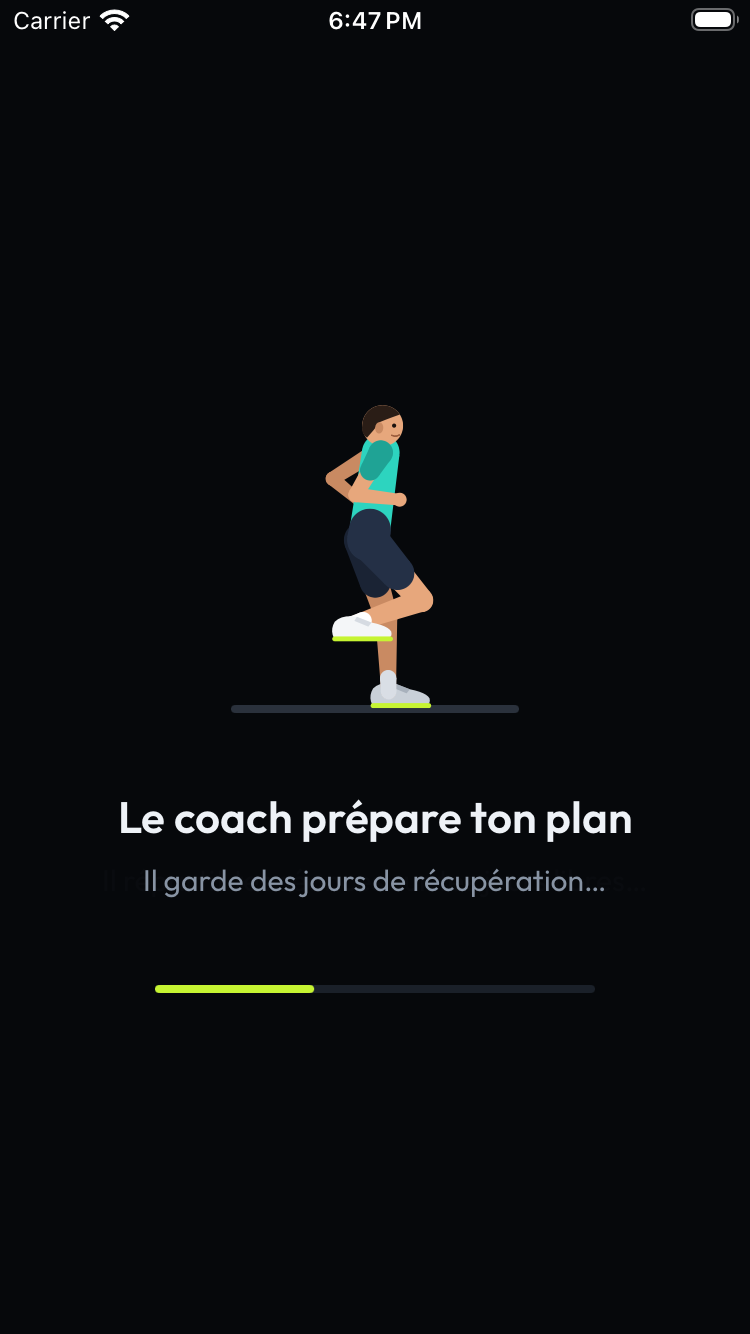 Carrier 6:47 PM
Le coach prépare ton plan
Il garde des jours de récupération...